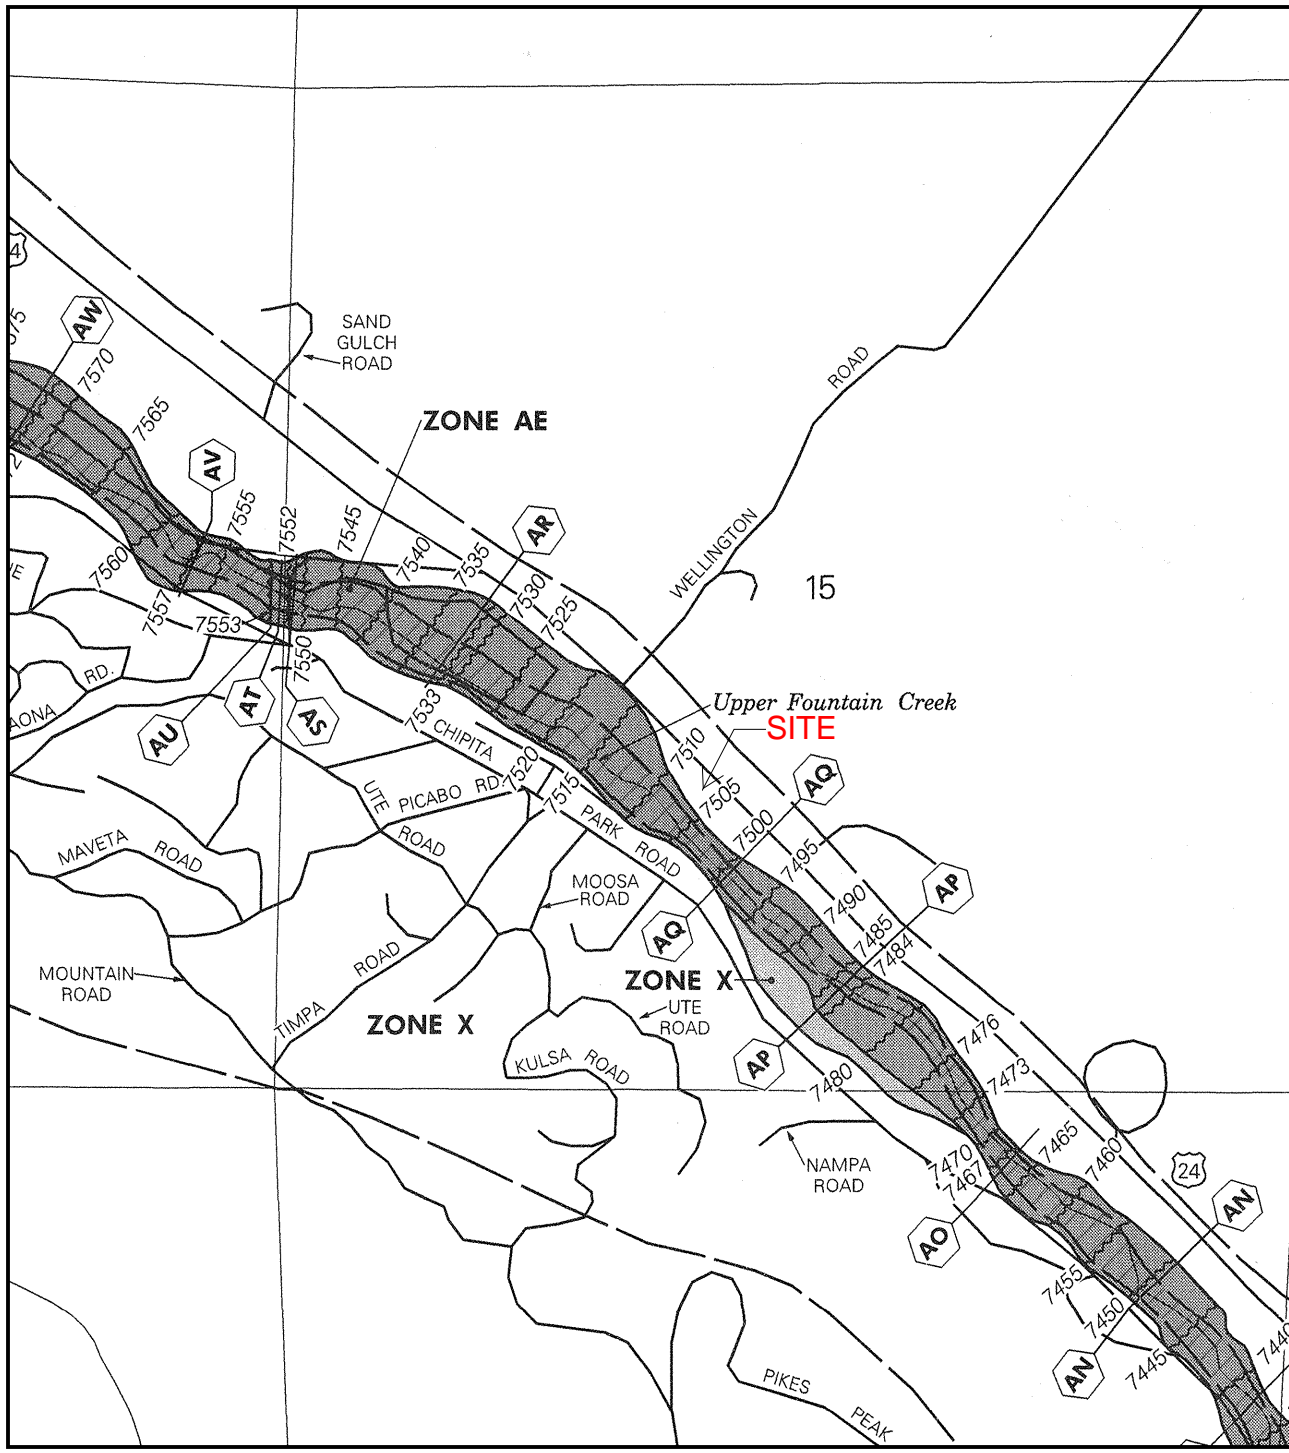 4
SAND
GULCH
ROAD
AW
7570
7565
ZONE AE
ROAD
AV
7555
7552
7545
AR
7540
7535
7530
7525
WELLINGTON
15
7560
7557
7553
7550
RD.
AONA
AT
AS
AU
7533
CHIPITA
Upper Fountain Creek
SITE
7510
7505
AQ
7520
7515
UTE
PICABO RD.
ROAD
PARK
ROAD
7500
7495
MAVETA
ROAD
MOOSA
ROAD
AP
7490
7485
7484
AQ
ROAD
MOUNTAIN
ROAD
ZONE X
ZONE X
TIMPA
UTE
ROAD
7476
KULSA
ROAD
AP
7480
7473
7465
7460
7470
7467
NAMPA
ROAD
24
AN
AO
7455
7450
7445
AN
PIKES
PEAK